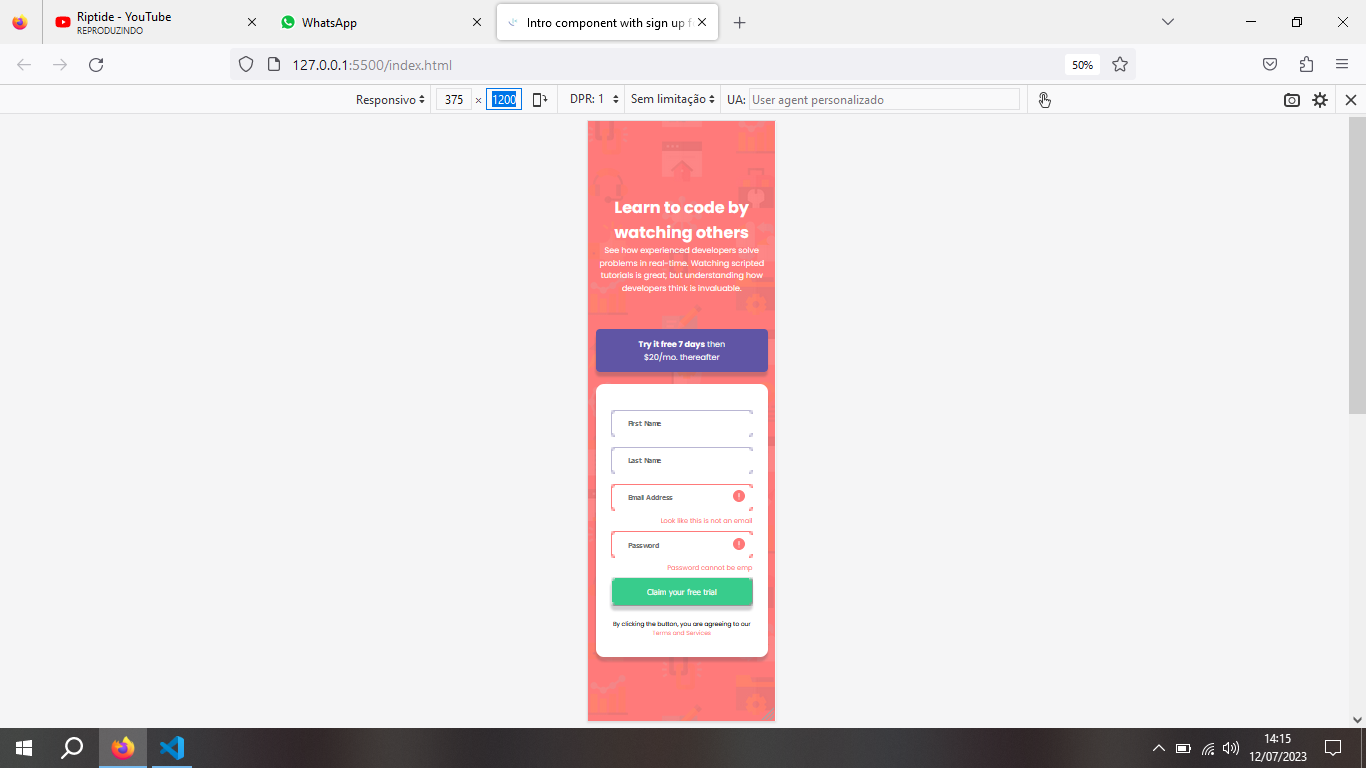 Riptide - YouTube
REPRODUZINDO
WhatsApp
Intro component with sign up f
127.0.0.1:5500/index.html
50%
Responsivo
375 × 1200
DPR: 1
Sem limitação
UA:
User agent personalizado
Learn to code by
watching others
See how experienced developers solve
problems in real-time. Watching scripted
tutorials is great, but understanding how
developers think is invaluable.
Try it free 7 days then
$20/mo. thereafter
First Name
Last Name
Email Address
!
Look like this is not an email
Password
!
Password cannot be emp
Claim your free trial
By clicking the button, you are agreeing to our
Terms and Services
14:15
12/07/2023